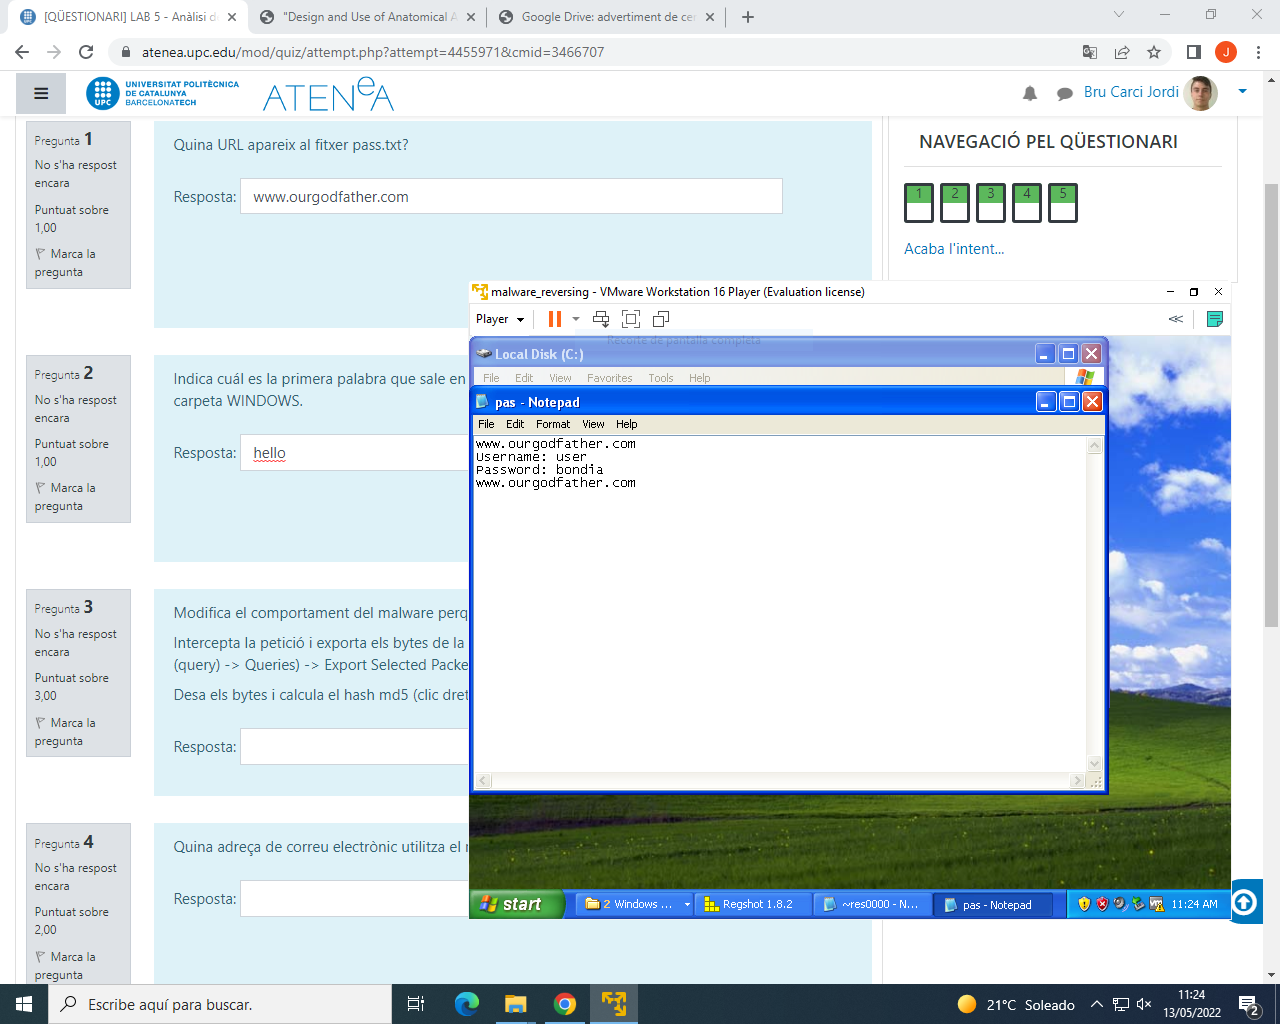 [QÜESTIONARI] LAB 5 - Anàlisi d
"Design and Use of Anatomical A
Google Drive: advertiment de ce
atenea.upc.edu/mod/quiz/attempt.php?attempt=4455971&cmid=3466707
J
UPC
UNIVERSITAT POLITÈCNICA
DE CATALUNYA
BARCELONATECH
ATENeA
Bru Carci Jordi
Pregunta 1
No s'ha respost
encara
Puntuat sobre
1,00
Marca la
pregunta
Quina URL apareix al fitxer pass.txt?
Resposta: www.ourgodfather.com
NAVEGACIÓ PEL QÜESTIONARI
1 2 3 4 5
Acaba l'intent...
Pregunta 2
No s'ha respost
encara
Puntuat sobre
1,00
Marca la
pregunta
Indica cuál es la primera palabra que sale en
carpeta WINDOWS.
Resposta: hello
Pregunta 3
No s'ha respost
encara
Puntuat sobre
3,00
Marca la
pregunta
Modifica el comportament del malware perq
Intercepta la petició i exporta els bytes de la
(query) -> Queries) -> Export Selected Packe
Desa els bytes i calcula el hash md5 (clic dret
Resposta:
Pregunta 4
No s'ha respost
encara
Puntuat sobre
2,00
Marca la
pregunta
Quina adreça de correu electrònic utilitza el
Resposta:
malware_reversing - VMware Workstation 16 Player (Evaluation license)
Player
Recorte de pantalla completa
Local Disk (C:)
File Edit View Favorites Tools Help
pas - Notepad
File Edit Format View Help
www.ourgodfather.com
Username: user
Password: bondia
www.ourgodfather.com
start
2 Windows ...
Regshot 1.8.2
~res0000 - N...
pas - Notepad
11:24 AM
Escribe aquí para buscar.
21°C Soleado
11:24
13/05/2022
2